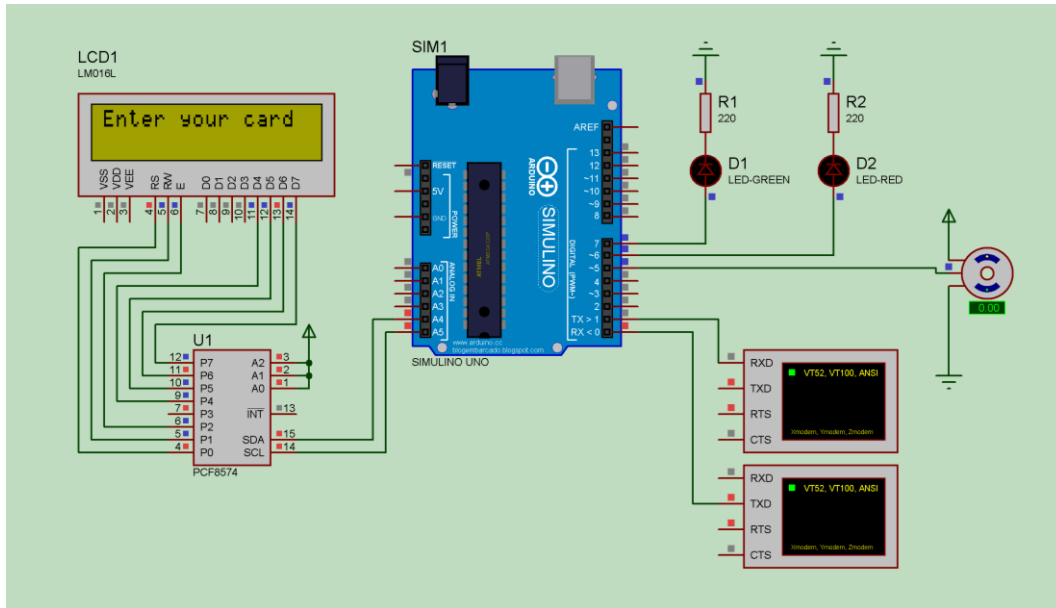 LCD1
LM016L
Enter your card
VSS
VDD
VEE
RS
RW
E
D0
D1
D2
D3
D4
D5
D6
D7
1
2
3
4
5
6
7
8
9
10
11
12
13
14
U1
12 P7 A2 3
11 P6 A1 2
10 P5 A0 1
9 P4
7 P3 INT 13
6 P2
5 P1 SDA 15
4 P0 SCL 14
PCF8574
SIM1
RESET
5V
GND
POWER
A0
A1
A2
A3
A4
A5
ANALOG IN
ATMEL
ARDUINO
SIMULINO
AREF
13
12
~11
~10
~9
8
DIGITAL (PWM~)
7
~6
~5
4
~3
2
TX > 1
RX < 0
www.arduino.cc
blogembarcado.blogspot.com
SIMULINO UNO
R1
220
D1
LED-GREEN
R2
220
D2
LED-RED
0.00
RXD
TXD
RTS
CTS
VT52, VT100, ANSI
Xmodem, Ymodem, Zmodem
RXD
TXD
RTS
CTS
VT52, VT100, ANSI
Xmodem, Ymodem, Zmodem